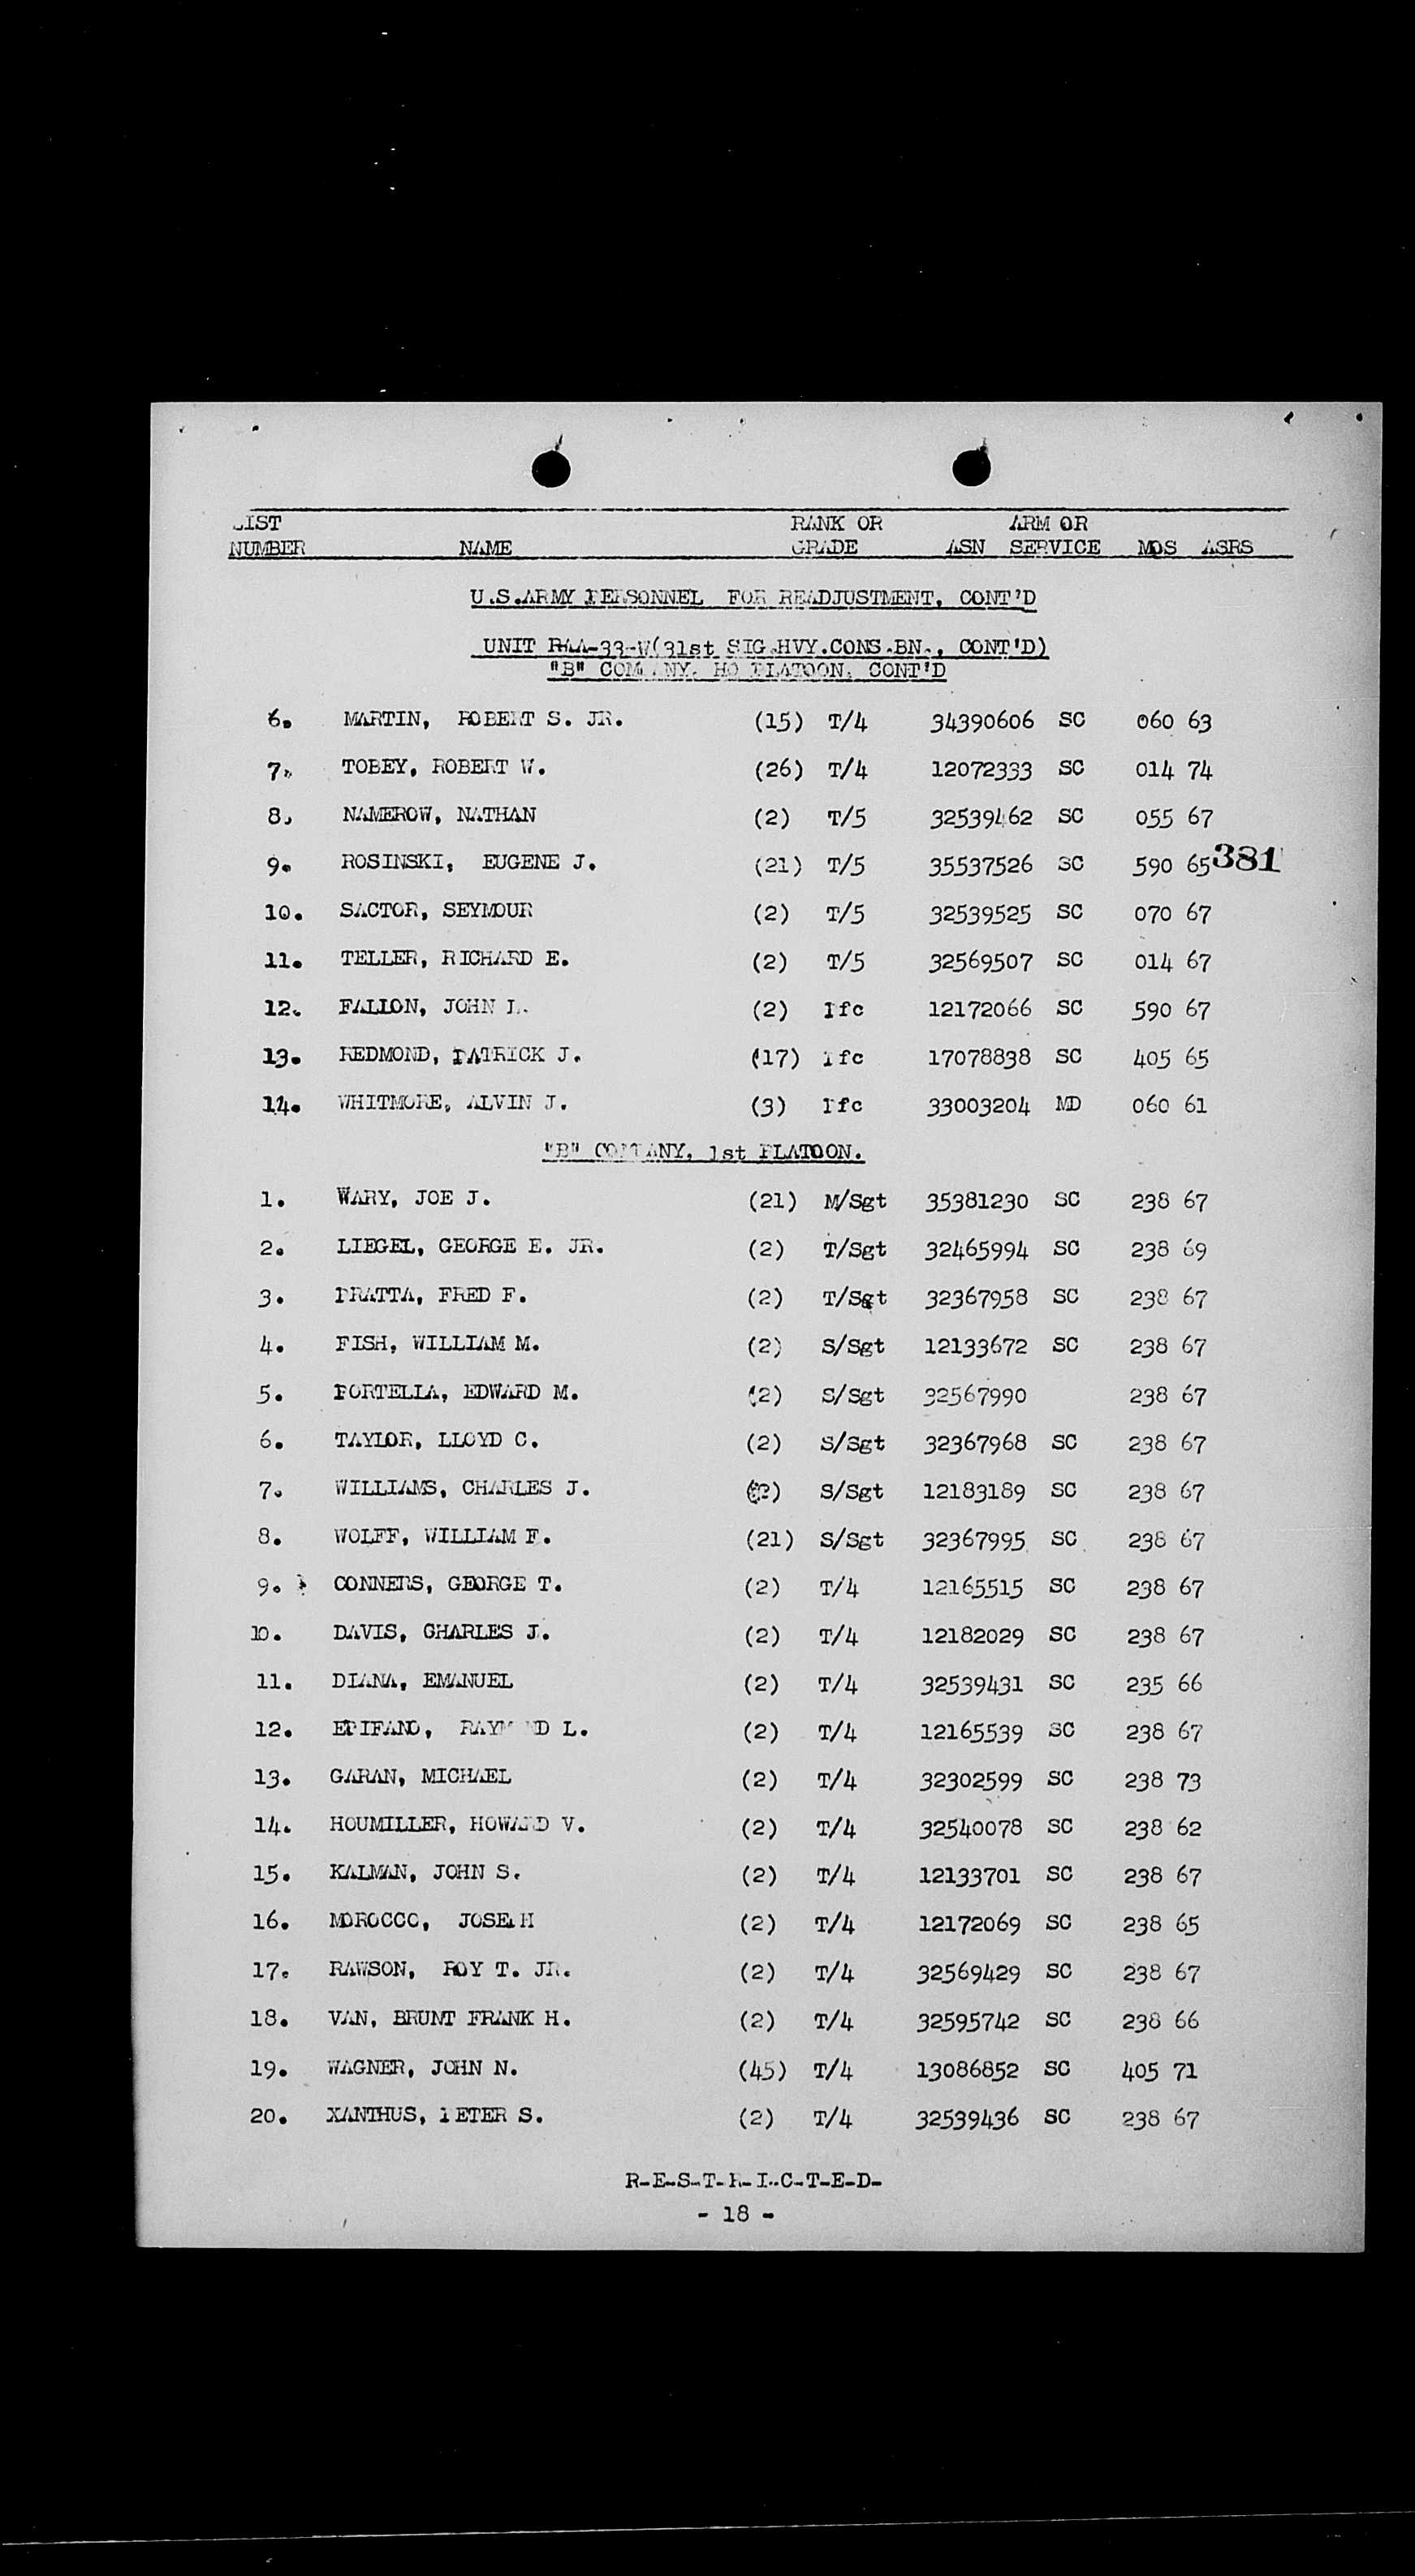 LIST RANK OR ARM OR
NUMBER NAME GRADE ASN SERVICE MOS ASRS
U.S.ARMY PERSONNEL FOR READJUSTMENT, CONT'D
UNIT RAA-33-W(31st SIG.HVY.CONS.BN., CONT'D)
"B" COMPANY, HQ PLATOON, CONT'D
6. MARTIN, ROBERT S. JR. (15) T/4 34390606 SC 060 63
7. TOBEY, ROBERT W. (26) T/4 12072333 SC 014 74
8. NAMEROW, NATHAN (2) T/5 32539462 SC 055 67
9. ROSINSKI, EUGENE J. (21) T/5 35537526 SC 590 65 381
10. SACTOR, SEYMOUR (2) T/5 32539525 SC 070 67
11. TELLER, RICHARD E. (2) T/5 32569507 SC 014 67
12. FALLON, JOHN L. (2) Pfc 12172066 SC 590 67
13. REDMOND, PATRICK J. (17) Pfc 17078838 SC 405 65
14. WHITMORE, ALVIN J. (3) Pfc 33003204 MD 060 61
"B" COMPANY, 1st PLATOON.
1. WARY, JOE J. (21) M/Sgt 35381230 SC 238 67
2. LIEGEL, GEORGE E. JR. (2) T/Sgt 32465994 SC 238 69
3. PRATTA, FRED F. (2) T/Sgt 32367958 SC 238 67
4. FISH, WILLIAM M. (2) S/Sgt 12133672 SC 238 67
5. PORTELLA, EDWARD M. (2) S/Sgt 32567990 238 67
6. TAYLOR, LLOYD C. (2) S/Sgt 32367968 SC 238 67
7. WILLIAMS, CHARLES J. (2) S/Sgt 12183189 SC 238 67
8. WOLFF, WILLIAM F. (21) S/Sgt 32367995 SC 238 67
9. CONNERS, GEORGE T. (2) T/4 12165515 SC 238 67
10. DAVIS, CHARLES J. (2) T/4 12182029 SC 238 67
11. DIANA, EMANUEL (2) T/4 32539431 SC 235 66
12. EPIFANO, RAYMOND L. (2) T/4 12165539 SC 238 67
13. GARAN, MICHAEL (2) T/4 32302599 SC 238 73
14. HOUMILLER, HOWARD V. (2) T/4 32540078 SC 238 62
15. KALMAN, JOHN S. (2) T/4 12133701 SC 238 67
16. MOROCCO, JOSEPH (2) T/4 12172069 SC 238 65
17. RAWSON, ROY T. JR. (2) T/4 32569429 SC 238 67
18. VAN, BRUNT FRANK H. (2) T/4 32595742 SC 238 66
19. WAGNER, JOHN N. (45) T/4 13086852 SC 405 71
20. XANTHUS, PETER S. (2) T/4 32539436 SC 238 67
R-E-S-T-R-I-C-T-E-D-
- 18 -